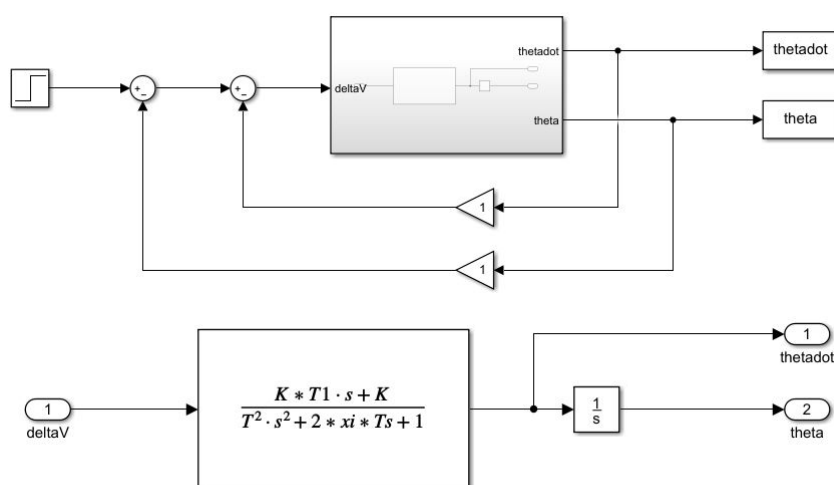 thetadot
thetadot
deltaV
theta
theta
+
−
+
−
1
1
K ∗ T1 · s + K
T² · s² + 2 ∗ xi ∗ Ts + 1
1
thetadot
1
deltaV
1
s
2
theta